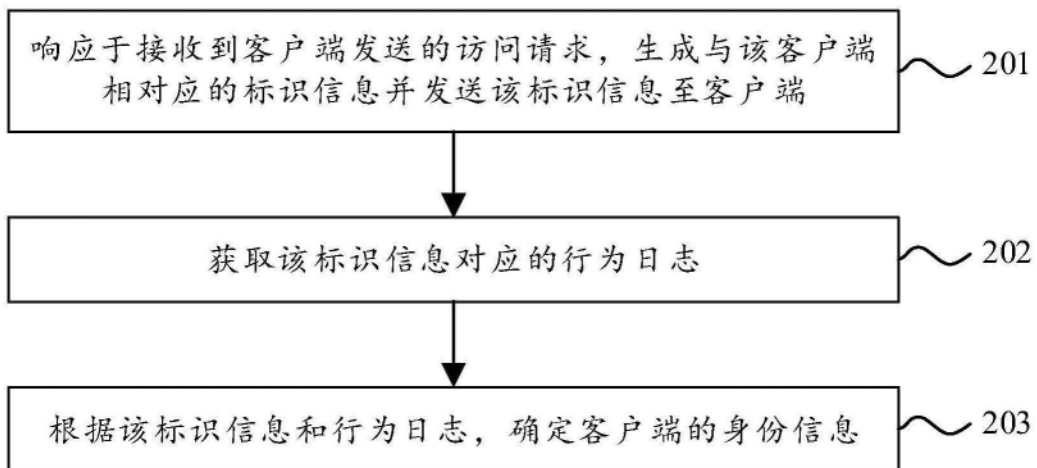 响应于接收到客户端发送的访问请求，生成与该客户端
相对应的标识信息并发送该标识信息至客户端
201
获取该标识信息对应的行为日志
202
根据该标识信息和行为日志，确定客户端的身份信息
203